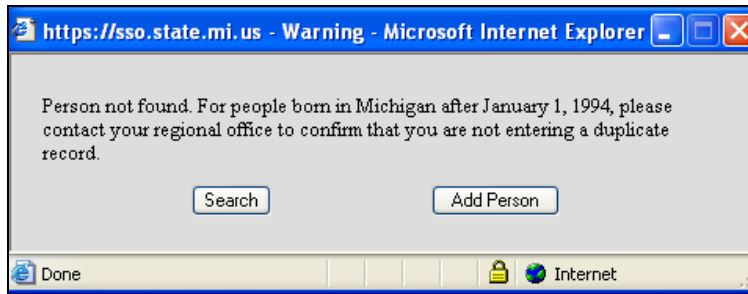 https://sso.state.mi.us - Warning - Microsoft Internet Explorer
Person not found. For people born in Michigan after January 1, 1994, please
contact your regional office to confirm that you are not entering a duplicate
record.
Search Add Person
Done Internet